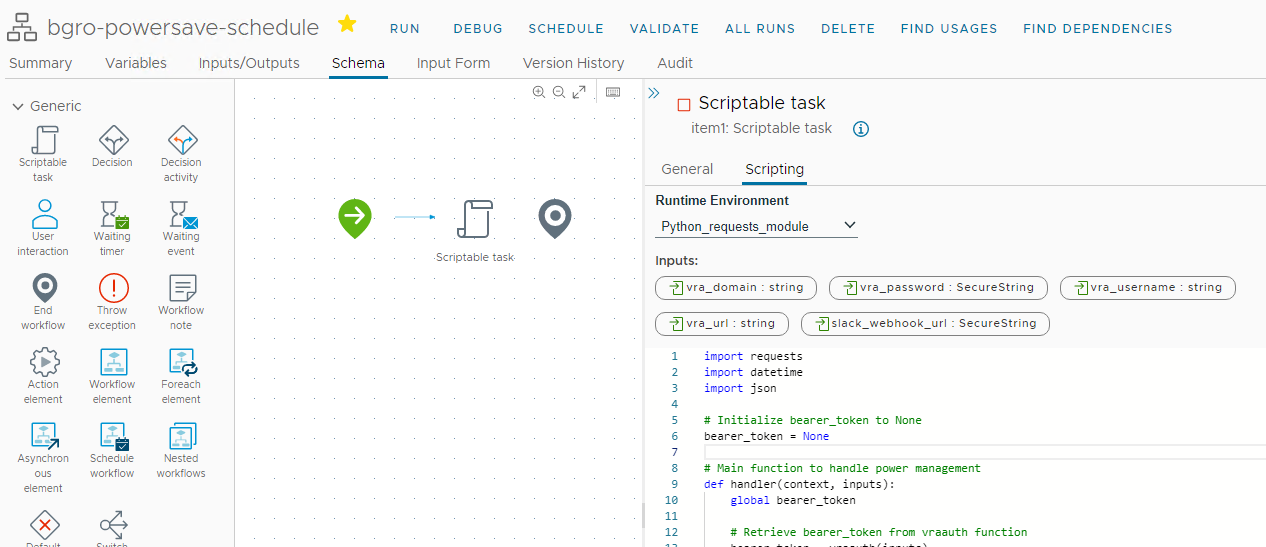 bgro-powersave-schedule
RUN DEBUG SCHEDULE VALIDATE ALL RUNS DELETE FIND USAGES FIND DEPENDENCIES
Summary Variables Inputs/Outputs Schema Input Form Version History Audit
Generic
Scriptable task
Decision
Decision activity
User interaction
Waiting timer
Waiting event
End workflow
Throw exception
Workflow note
Action element
Workflow element
Foreach element
Asynchron ous element
Schedule workflow
Nested workflows
Default
Switch
Scriptable task
Scriptable task
item1: Scriptable task
General Scripting
Runtime Environment
Python_requests_module
Inputs:
vra_domain : string vra_password : SecureString vra_username : string
vra_url : string slack_webhook_url : SecureString
1 import requests
2 import datetime
3 import json
4
5 # Initialize bearer_token to None
6 bearer_token = None
7
8 # Main function to handle power management
9 def handler(context, inputs):
10 global bearer_token
11
12 # Retrieve bearer_token from vraauth function
13 bearer_token = vraauth(inputs)